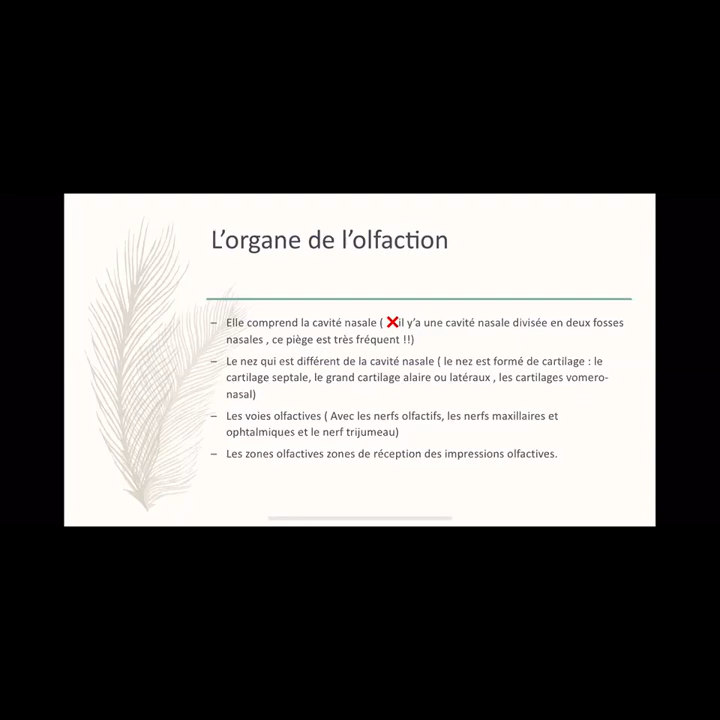 L'organe de l'olfaction
– Elle comprend la cavité nasale ( ❌il y'a une cavité nasale divisée en deux fosses
nasales , ce piège est très fréquent !!)
– Le nez qui est différent de la cavité nasale ( le nez est formé de cartilage : le
cartilage septale, le grand cartilage alaire ou latéraux , les cartilages vomero-
nasal)
– Les voies olfactives ( Avec les nerfs olfactifs, les nerfs maxillaires et
ophtalmiques et le nerf trijumeau)
– Les zones olfactives zones de réception des impressions olfactives.